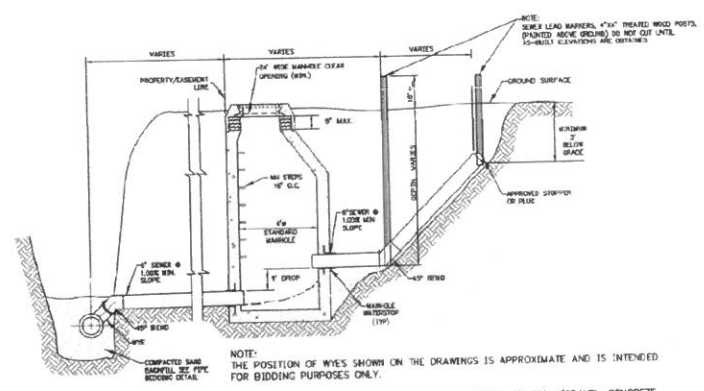 NOTE:
SEWER LEAD MARKERS, 4"X4" TREATED WOOD POSTS,
(PAINTED ABOVE GROUND) DO NOT CUT UNTIL
AS-BUILT ELEVATIONS ARE OBTAINED
VARIES
VARIES
VARIES
24" WIDE MANHOLE CLEAR
OPENING (MIN.)
PROPERTY/EASEMENT
LINE
GROUND SURFACE
18"
9" MAX.
MINIMUM
3'
BELOW
GRADE
MH STEPS
16" O.C.
DEPTH VARIES
APPROVED STOPPER
OR PLUG
4'ø
STANDARD
MANHOLE
6"SEWER @
1.00% MIN.
SLOPE
6" SEWER @
1.00% MIN.
SLOPE
1' DROP
45° BEND
MANHOLE
WATERSTOP
(TYP)
45° BEND
WYE
COMPACTED SAND
BACKFILL SEE PIPE
BEDDING DETAIL
NOTE:
THE POSITION OF WYES SHOWN ON THE DRAWINGS IS APPROXIMATE AND IS INTENDED
FOR BIDDING PURPOSES ONLY.